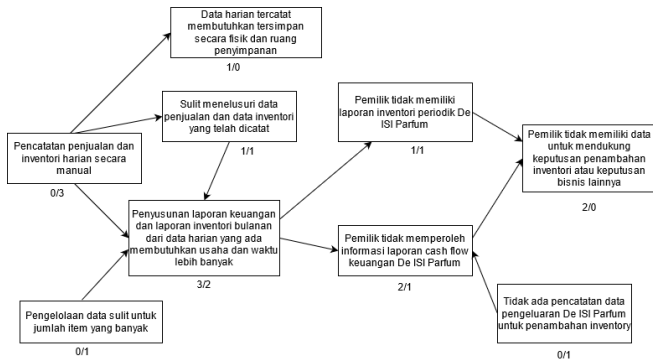 Data harian tercatat
membutuhkan tersimpan
secara fisik dan ruang
penyimpanan
1/0
Sulit menelusuri data
penjualan dan data inventori
yang telah dicatat
1/1
Pencatatan penjualan dan
inventori harian secara
manual
0/3
Penyusunan laporan keuangan
dan laporan inventori bulanan
dari data harian yang ada
membutuhkan usaha dan waktu
lebih banyak
3/2
Pengelolaan data sulit untuk
jumlah item yang banyak
0/1
Pemilik tidak memiliki
laporan inventori periodik De
ISI Parfum
1/1
Pemilik tidak memperoleh
informasi laporan cash flow
keuangan De ISI Parfum
2/1
Pemilik tidak memiliki data
untuk mendukung
keputusan penambahan
inventori atau keputusan
bisnis lainnya
2/0
Tidak ada pencatatan data
pengeluaran De ISI Parfum
untuk penambahan inventory
0/1